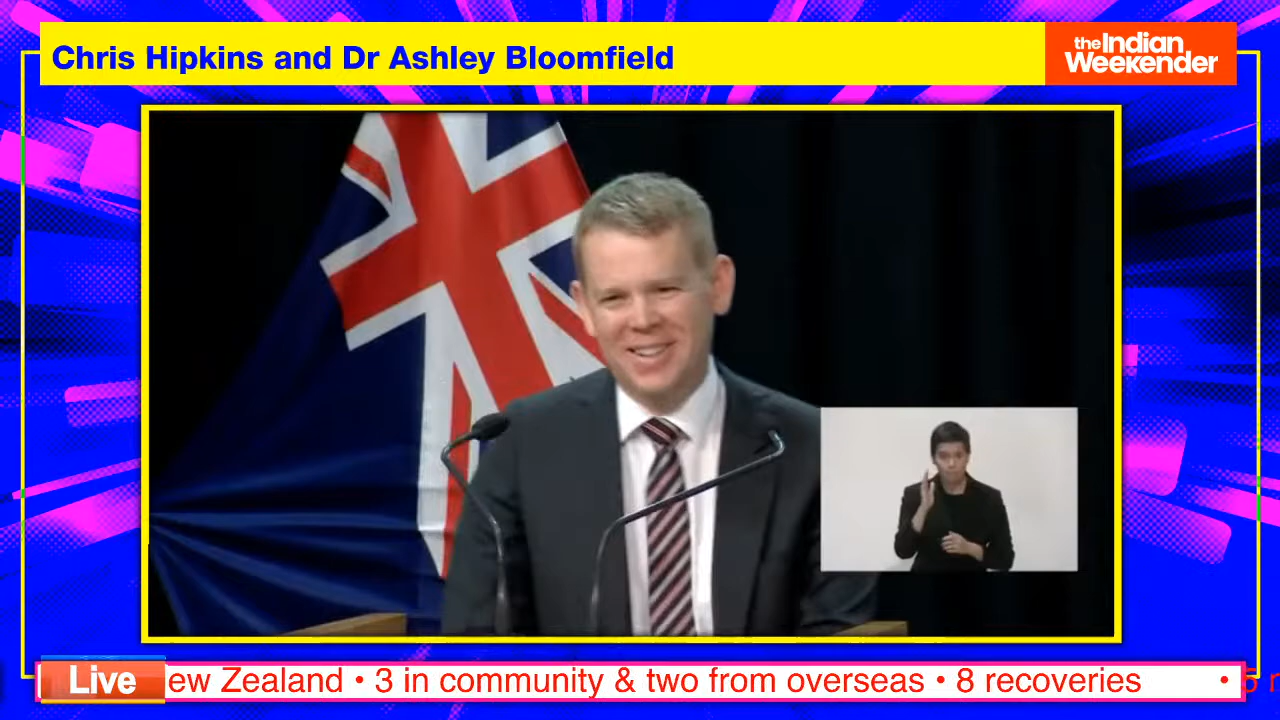 Chris Hipkins and Dr Ashley Bloomfield
the Indian
Weekender
Live
ew Zealand • 3 in community & two from overseas • 8 recoveries •